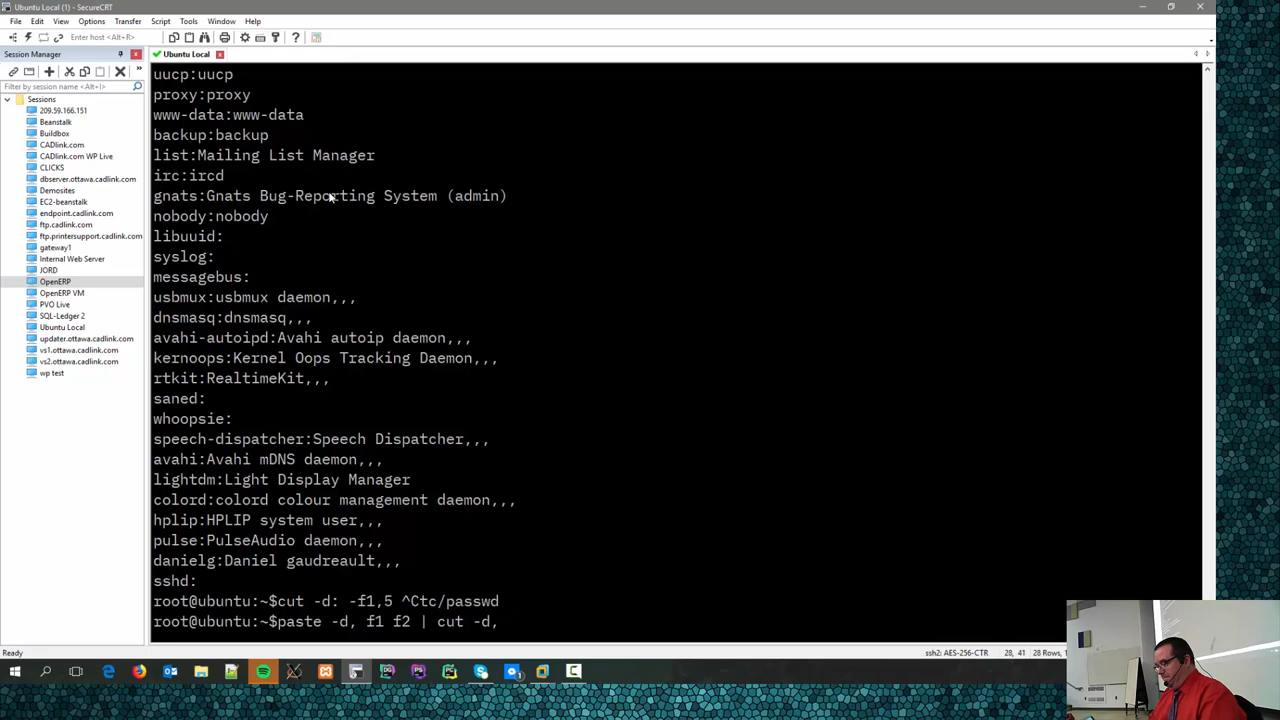 Ubuntu Local (1) - SecureCRT
File Edit View Options Transfer Script Tools Window Help
Enter host <Alt+R>
Session Manager
Ubuntu Local
Filter by session name <Alt+I>
Sessions
209.59.166.151
Beanstalk
Buildbox
CADlink.com
CADlink.com WP Live
CLICKS
dbserver.ottawa.cadlink.com
Demosites
EC2-beanstalk
endpoint.cadlink.com
ftp.cadlink.com
ftp.printersupport.cadlink.com
gateway1
Internal Web Server
JORD
OpenERP
OpenERP VM
PVO Live
SQL-Ledger 2
Ubuntu Local
updater.ottawa.cadlink.com
vs1.ottawa.cadlink.com
vs2.ottawa.cadlink.com
wp test
uucp:uucp
proxy:proxy
www-data:www-data
backup:backup
list:Mailing List Manager
irc:ircd
gnats:Gnats Bug-Reporting System (admin)
nobody:nobody
libuuid:
syslog:
messagebus:
usbmux:usbmux daemon,,,
dnsmasq:dnsmasq,,,
avahi-autoipd:Avahi autoip daemon,,,
kernoops:Kernel Oops Tracking Daemon,,,
rtkit:RealtimeKit,,,
saned:
whoopsie:
speech-dispatcher:Speech Dispatcher,,,
avahi:Avahi mDNS daemon,,,
lightdm:Light Display Manager
colord:colord colour management daemon,,,
hplip:HPLIP system user,,,
pulse:PulseAudio daemon,,,
danielg:Daniel gaudreault,,,
sshd:
root@ubuntu:~$cut -d: -f1,5 ^Ctc/passwd
root@ubuntu:~$paste -d, f1 f2 | cut -d,
Ready
ssh2: AES-256-CTR 28, 41 28 Rows,